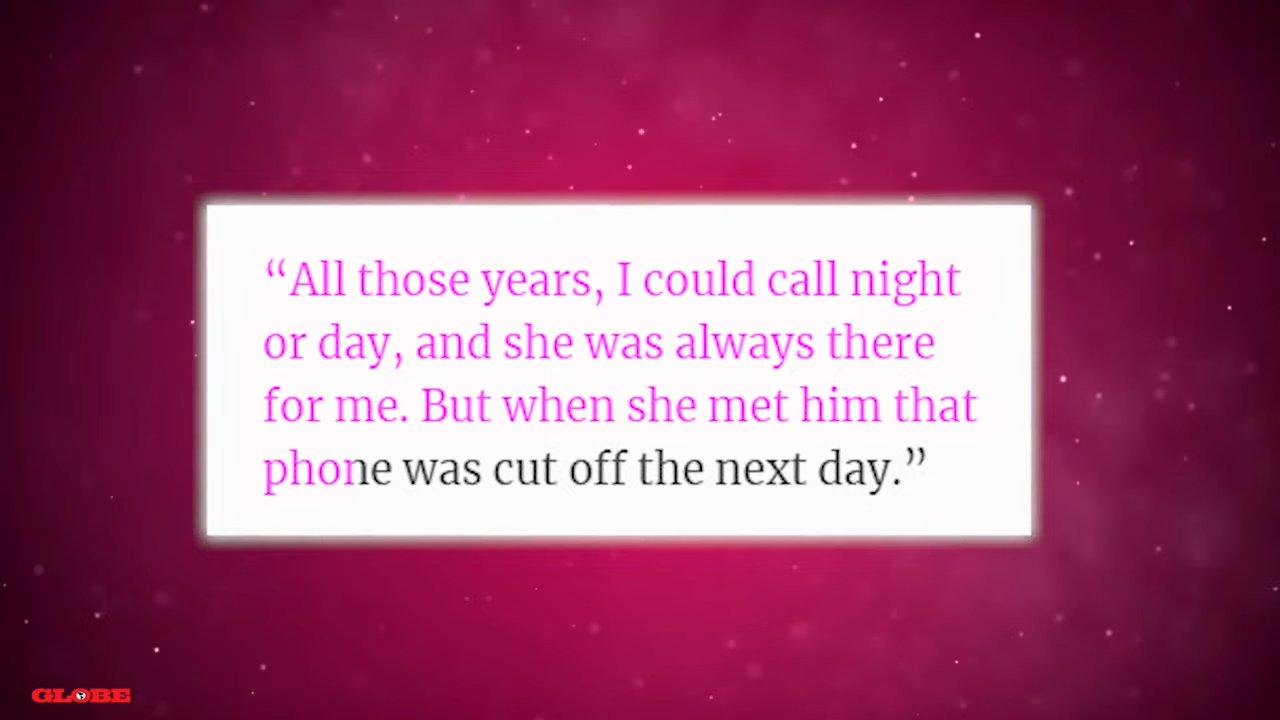 “All those years, I could call night
or day, and she was always there
for me. But when she met him that
phone was cut off the next day.”
GLOBE